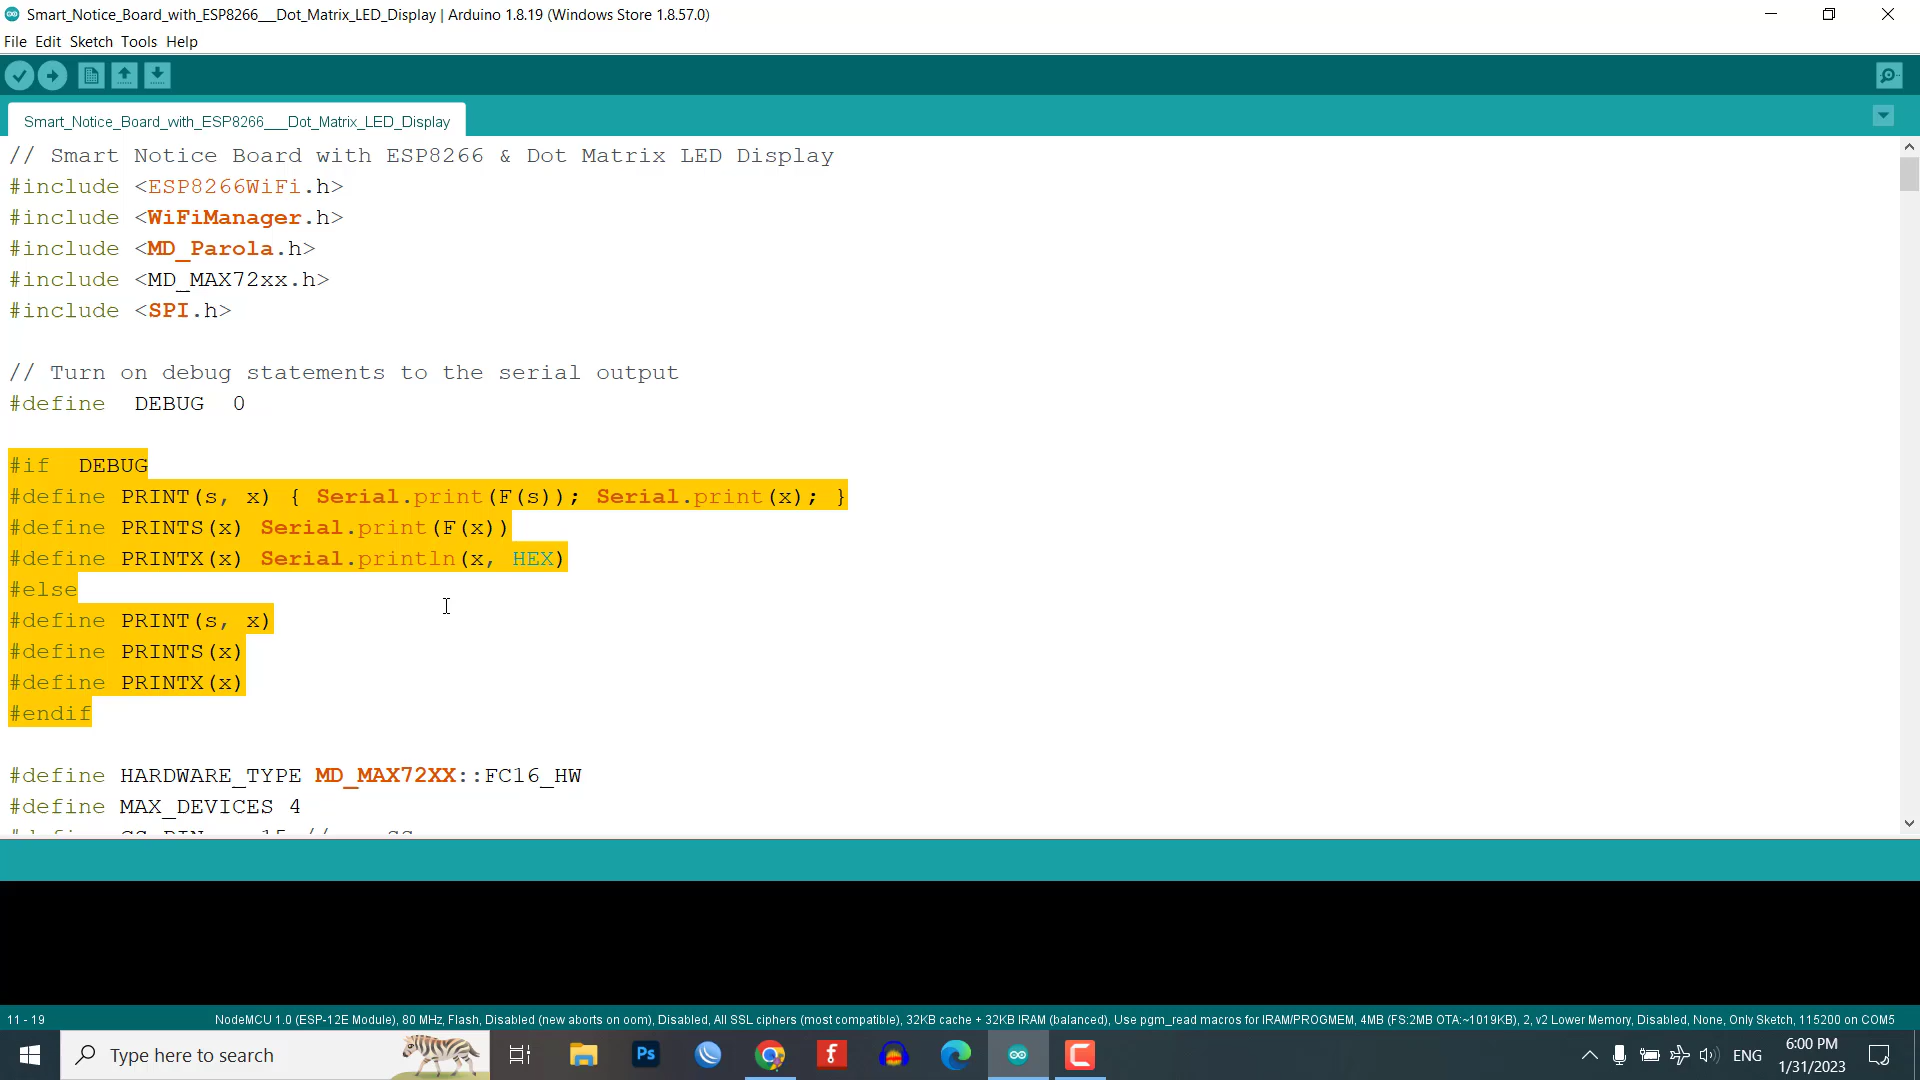 Smart_Notice_Board_with_ESP8266___Dot_Matrix_LED_Display | Arduino 1.8.19 (Windows Store 1.8.57.0)
File Edit Sketch Tools Help
Smart_Notice_Board_with_ESP8266___Dot_Matrix_LED_Display
// Smart Notice Board with ESP8266 & Dot Matrix LED Display
#include <ESP8266WiFi.h>
#include <WiFiManager.h>
#include <MD_Parola.h>
#include <MD_MAX72xx.h>
#include <SPI.h>
// Turn on debug statements to the serial output
#define  DEBUG  0
#if  DEBUG
#define PRINT(s, x) { Serial.print(F(s)); Serial.print(x); }
#define PRINTS(x) Serial.print(F(x))
#define PRINTX(x) Serial.println(x, HEX)
#else
#define PRINT(s, x)
#define PRINTS(x)
#define PRINTX(x)
#endif
#define HARDWARE_TYPE MD_MAX72XX::FC16_HW
#define MAX_DEVICES 4
11 - 19
NodeMCU 1.0 (ESP-12E Module), 80 MHz, Flash, Disabled (new aborts on oom), Disabled, All SSL ciphers (most compatible), 32KB cache + 32KB IRAM (balanced), Use pgm_read macros for IRAM/PROGMEM, 4MB (FS:2MB OTA:~1019KB), 2, v2 Lower Memory, Disabled, None, Only Sketch, 115200 on COM5
Type here to search
Ps
ENG
6:00 PM
1/31/2023